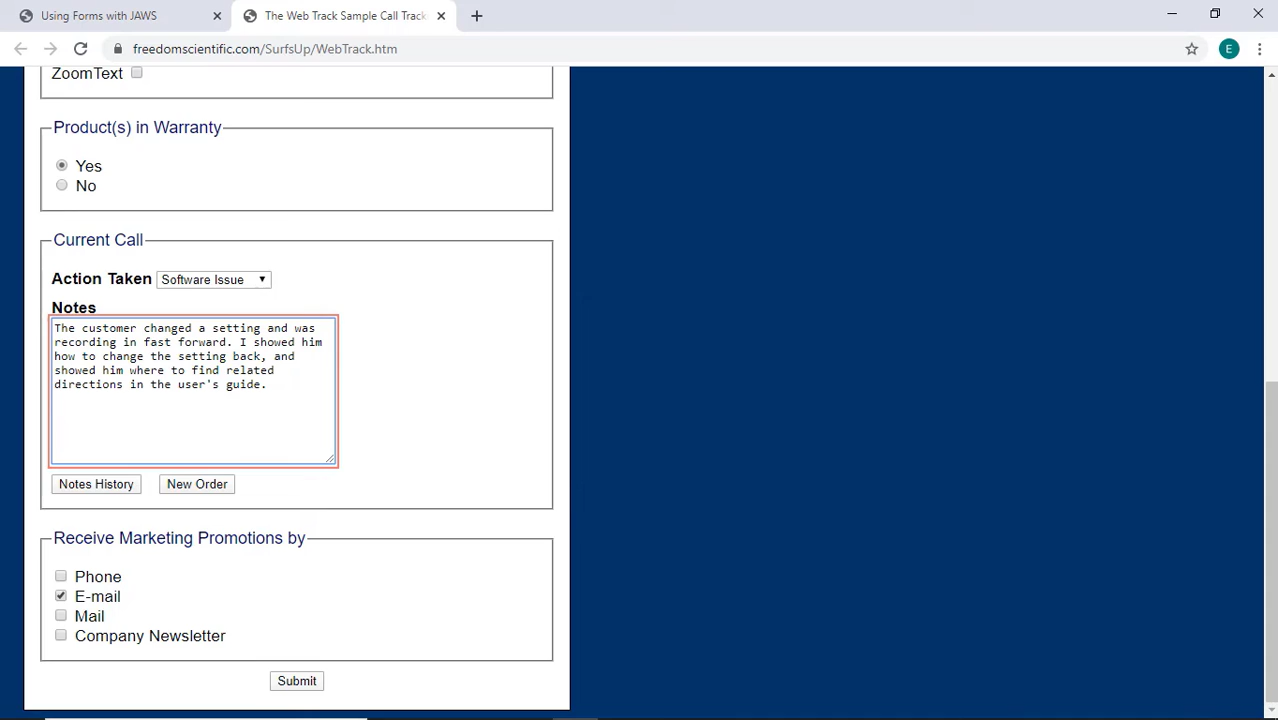 Using Forms with JAWS
The Web Track Sample Call Track
freedomscientific.com/SurfsUp/WebTrack.htm
E
ZoomText
Product(s) in Warranty
Yes
No
Current Call
Action Taken Software Issue
Notes
The customer changed a setting and was
recording in fast forward. I showed him
how to change the setting back, and
showed him where to find related
directions in the user's guide.
Notes History New Order
Receive Marketing Promotions by
Phone
E-mail
Mail
Company Newsletter
Submit